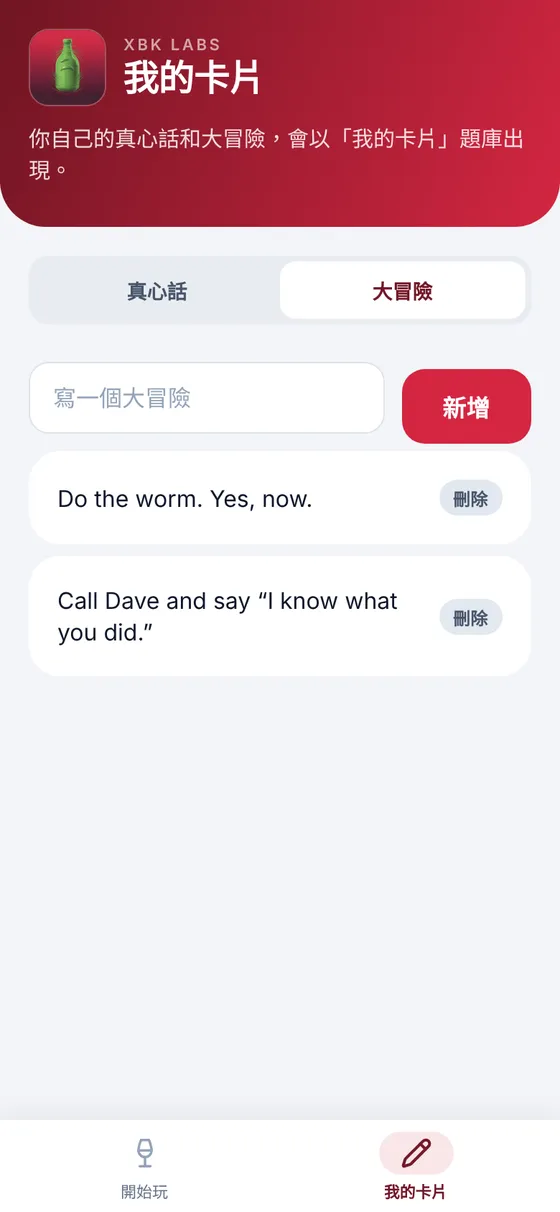 XBK LABS
我的卡片
你自己的真心話和大冒險，會以「我的卡片」題庫出
現。
真心話
大冒險
寫一個大冒險
新增
Do the worm. Yes, now.
刪除
Call Dave and say “I know what
you did.”
刪除
開始玩
我的卡片